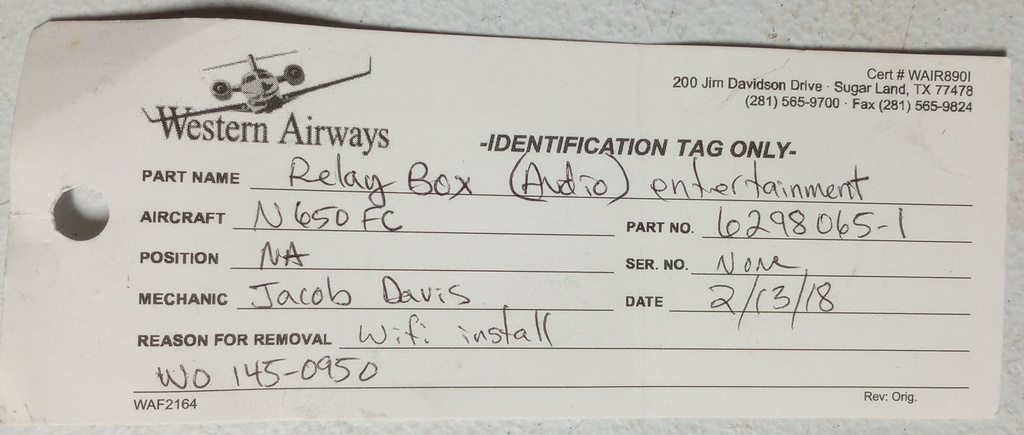 Cert # WAIR890I
200 Jim Davidson Drive · Sugar Land, TX 77478
(281) 565-9700 · Fax (281) 565-9824
Western Airways
-IDENTIFICATION TAG ONLY-
PART NAME Relay Box (Audio) entertainment
AIRCRAFT N650FC PART NO. 6298065-1
POSITION NA SER. NO. None
MECHANIC Jacob Davis DATE 2/13/18
REASON FOR REMOVAL Wifi install
WO 145-0950
WAF2164 Rev: Orig.